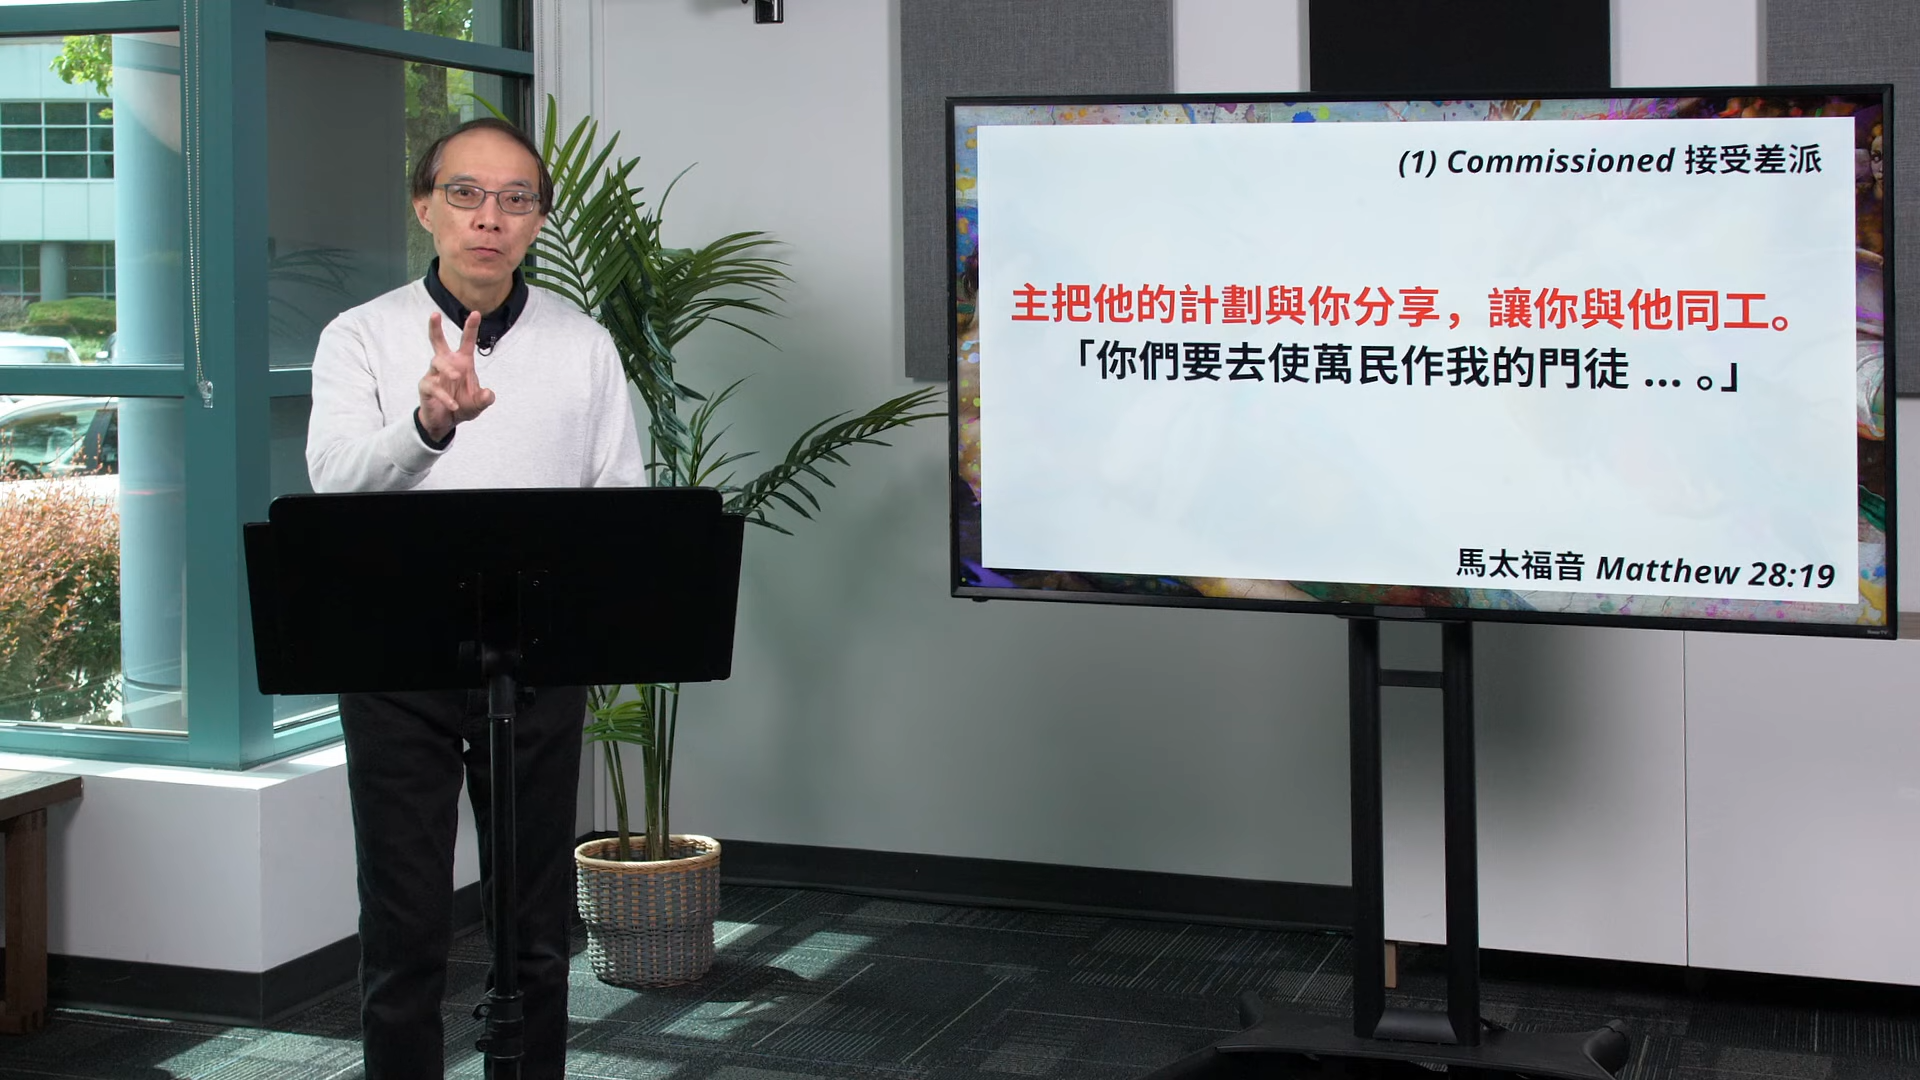 (1) Commissioned 接受差派
主把他的計劃與你分享，讓你與他同工。
「你們要去使萬民作我的門徒 ... 。」
馬太福音 Matthew 28:19